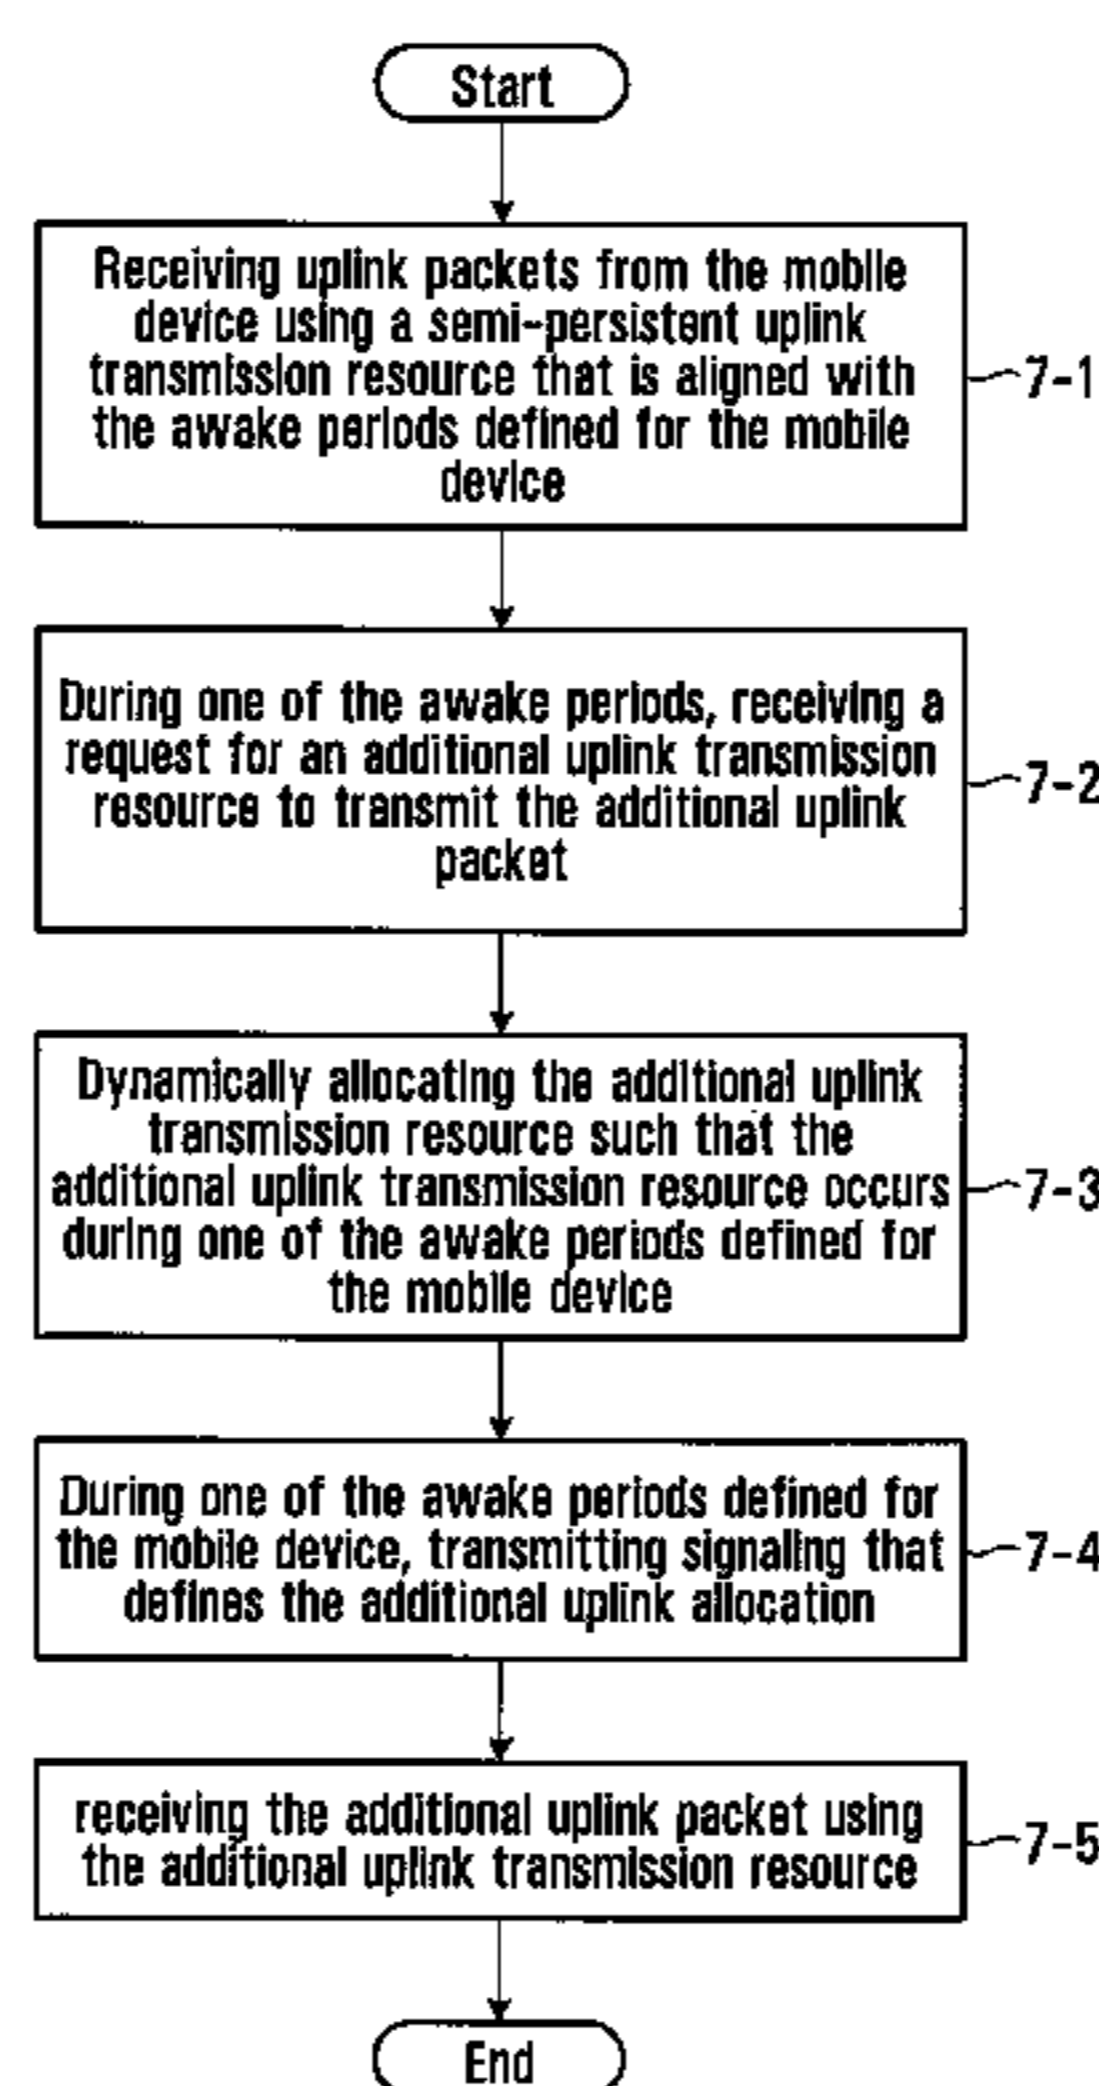 Start
Receiving uplink packets from the mobile
device using a semi-persistent uplink
transmission resource that is aligned with
the awake periods defined for the mobile
device
7-1
During one of the awake periods, receiving a
request for an additional uplink transmission
resource to transmit the additional uplink
packet
7-2
Dynamically allocating the additional uplink
transmission resource such that the
additional uplink transmission resource occurs
during one of the awake periods defined for
the mobile device
7-3
During one of the awake periods defined for
the mobile device, transmitting signaling that
defines the additional uplink allocation
7-4
receiving the additional uplink packet using
the additional uplink transmission resource
7-5
End